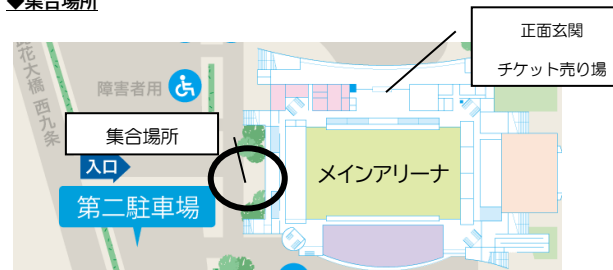 ◆集合場所
正面玄関
チケット売り場
花大橋 西九条
障害者用
集合場所
入口
メインアリーナ
第二駐車場